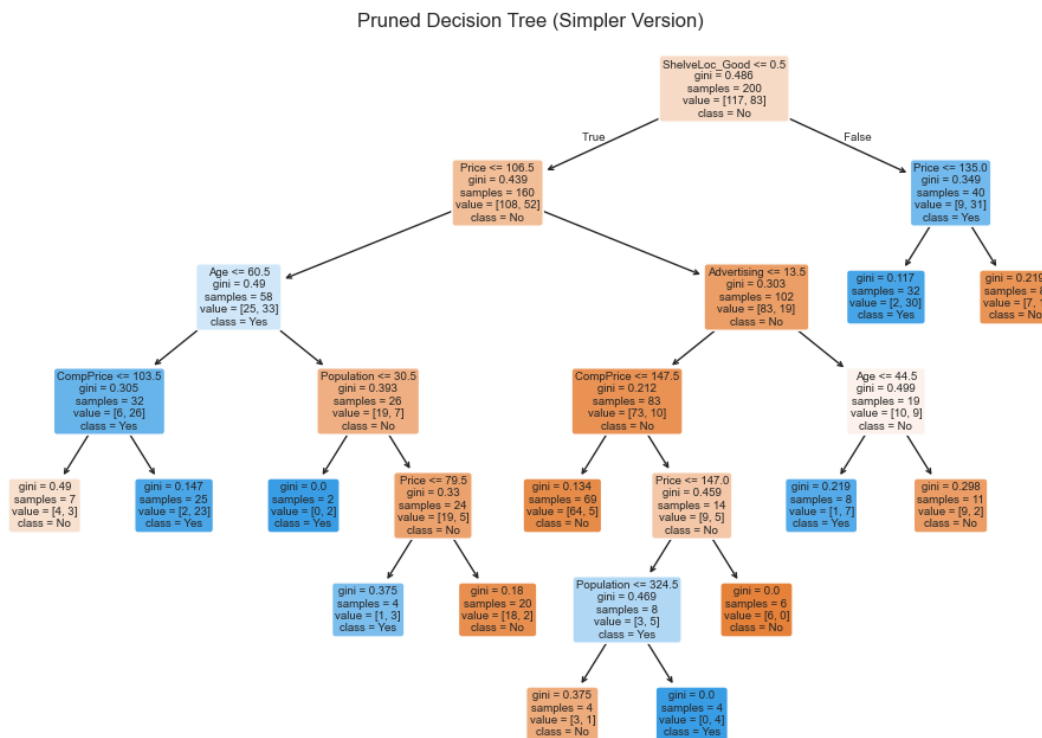 Pruned Decision Tree (Simpler Version)
ShelveLoc_Good <= 0.5
gini = 0.486
samples = 200
value = [117, 83]
class = No
True
False
Price <= 106.5
gini = 0.439
samples = 160
value = [108, 52]
class = No
Price <= 135.0
gini = 0.349
samples = 40
value = [9, 31]
class = Yes
Age <= 60.5
gini = 0.49
samples = 58
value = [25, 33]
class = Yes
Advertising <= 13.5
gini = 0.303
samples = 102
value = [83, 19]
class = No
gini = 0.117
samples = 32
value = [2, 30]
class = Yes
gini = 0.219
samples = 8
value = [7, 1
class = No
CompPrice <= 103.5
gini = 0.305
samples = 32
value = [6, 26]
class = Yes
Population <= 30.5
gini = 0.393
samples = 26
value = [19, 7]
class = No
CompPrice <= 147.5
gini = 0.212
samples = 83
value = [73, 10]
class = No
Age <= 44.5
gini = 0.499
samples = 19
value = [10, 9]
class = No
gini = 0.49
samples = 7
value = [4, 3]
class = No
gini = 0.147
samples = 25
value = [2, 23]
class = Yes
gini = 0.0
samples = 2
value = [0, 2]
class = Yes
Price <= 79.5
gini = 0.33
samples = 24
value = [19, 5]
class = No
gini = 0.134
samples = 69
value = [64, 5]
class = No
Price <= 147.0
gini = 0.459
samples = 14
value = [9, 5]
class = No
gini = 0.219
samples = 8
value = [1, 7]
class = Yes
gini = 0.298
samples = 11
value = [9, 2]
class = No
gini = 0.375
samples = 4
value = [1, 3]
class = Yes
gini = 0.18
samples = 20
value = [18, 2]
class = No
Population <= 324.5
gini = 0.469
samples = 8
value = [3, 5]
class = Yes
gini = 0.0
samples = 6
value = [6, 0]
class = No
gini = 0.375
samples = 4
value = [3, 1]
class = No
gini = 0.0
samples = 4
value = [0, 4]
class = Yes